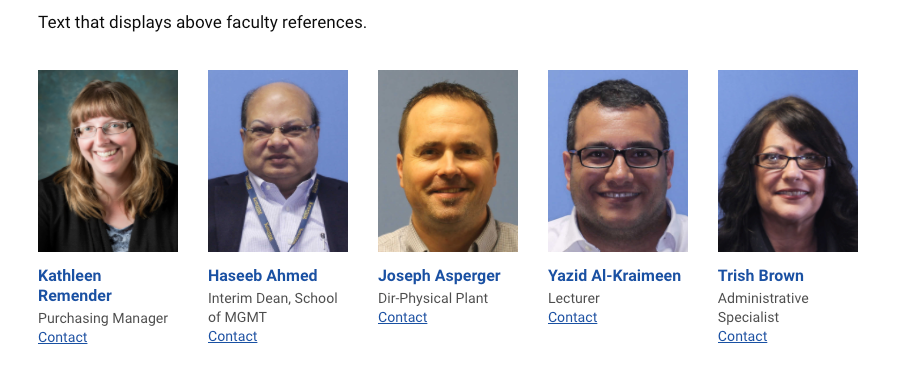 Text that displays above faculty references.
Kathleen
Remender
Purchasing Manager
Contact
Haseeb Ahmed
Interim Dean, School
of MGMT
Contact
Joseph Asperger
Dir-Physical Plant
Contact
Yazid Al-Kraimeen
Lecturer
Contact
Trish Brown
Administrative
Specialist
Contact